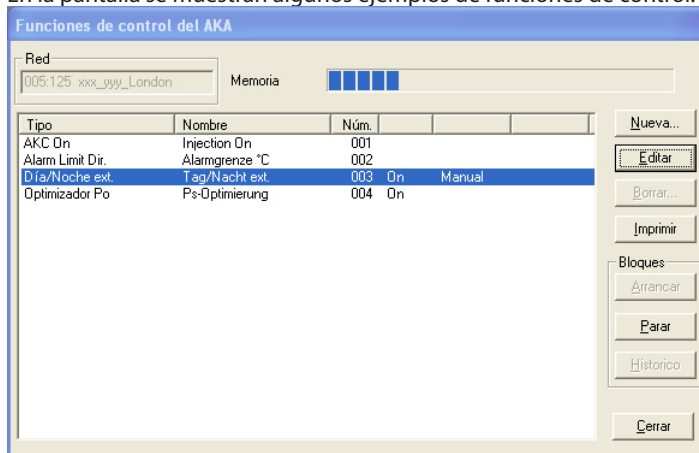 En la pantalla se muestran algunos ejemplos de funciones de control.
Funciones de control del AKA
Red
005:125 xxx_yyy_London
Memoria
Tipo Nombre Núm.
AKC On Injection On 001
Alarm Limit Dir. Alarmgrenze °C 002
Día/Noche ext. Tag/Nacht ext. 003 On Manual
Optimizador Po Ps-Optimierung 004 On
Nueva...
Editar
Borrar...
Imprimir
Bloques
Arrancar
Parar
Historico
Cerrar